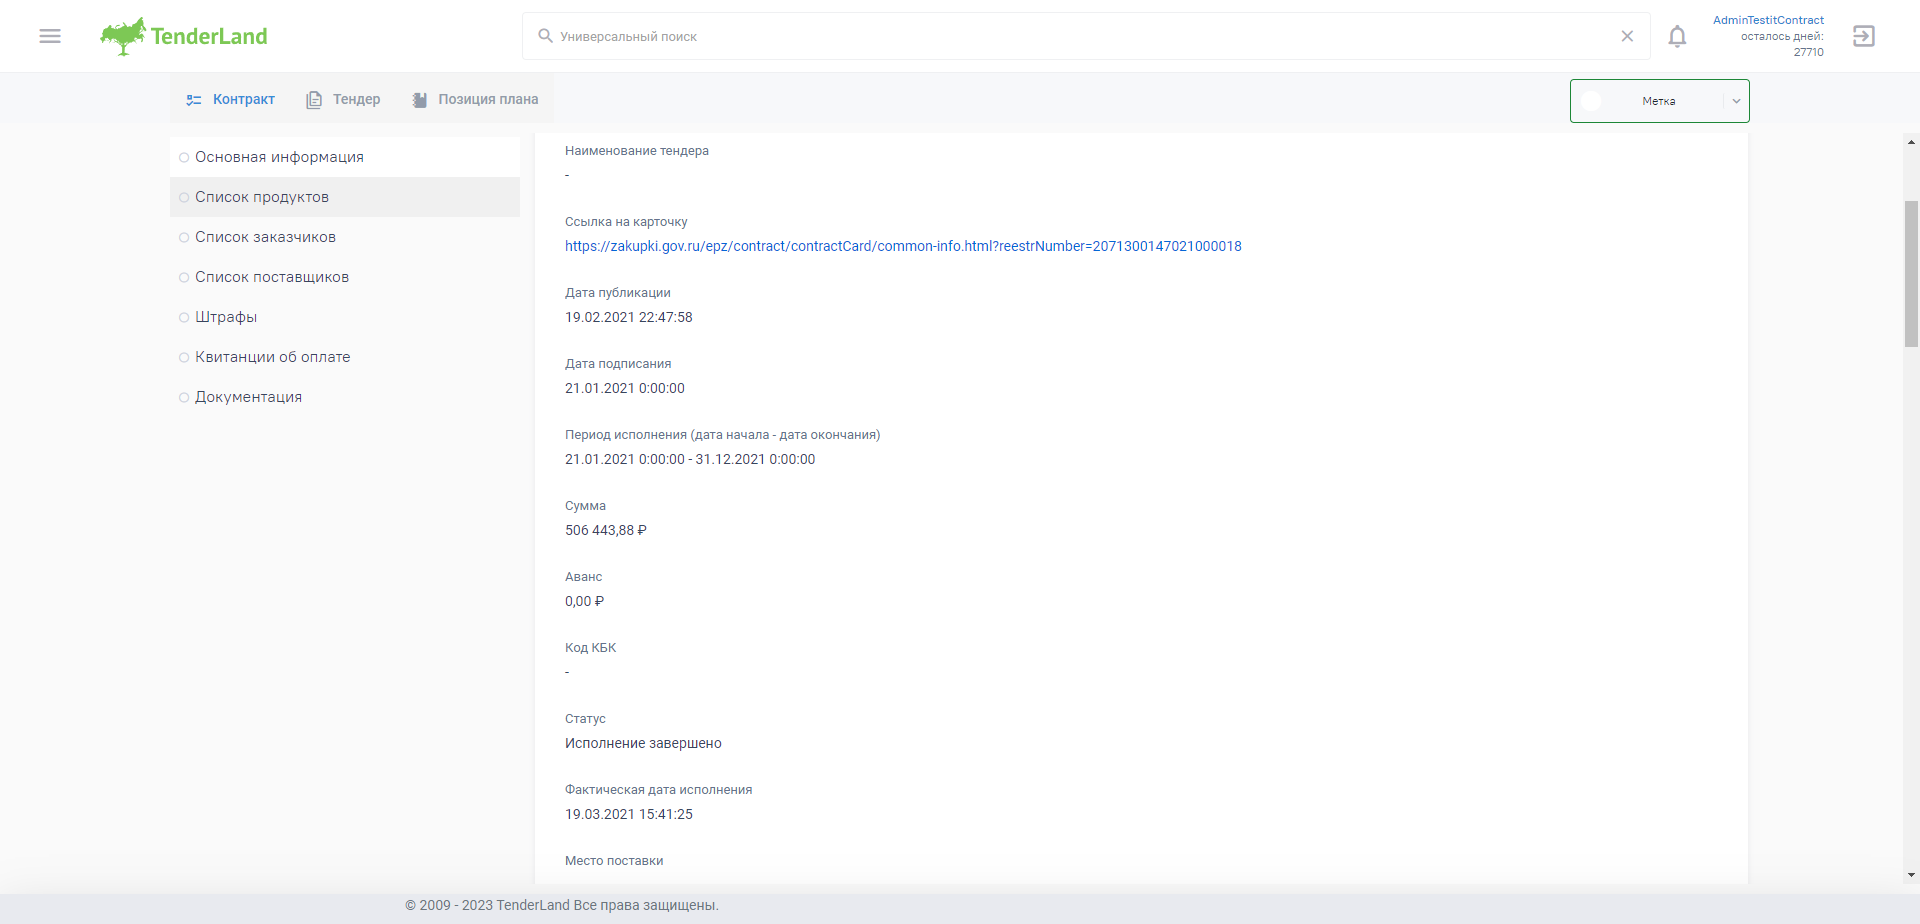 TenderLand
Универсальный поиск
AdminTestitContract
осталось дней:
27710
Контракт
Тендер
Позиция плана
Метка
Основная информация
Список продуктов
Список заказчиков
Список поставщиков
Штрафы
Квитанции об оплате
Документация
Наименование тендера
-
Ссылка на карточку
https://zakupki.gov.ru/epz/contract/contractCard/common-info.html?reestrNumber=2071300147021000018
Дата публикации
19.02.2021 22:47:58
Дата подписания
21.01.2021 0:00:00
Период исполнения (дата начала - дата окончания)
21.01.2021 0:00:00 - 31.12.2021 0:00:00
Сумма
506 443,88 ₽
Аванс
0,00 ₽
Код КБК
-
Статус
Исполнение завершено
Фактическая дата исполнения
19.03.2021 15:41:25
Место поставки
© 2009 - 2023 TenderLand Все права защищены.